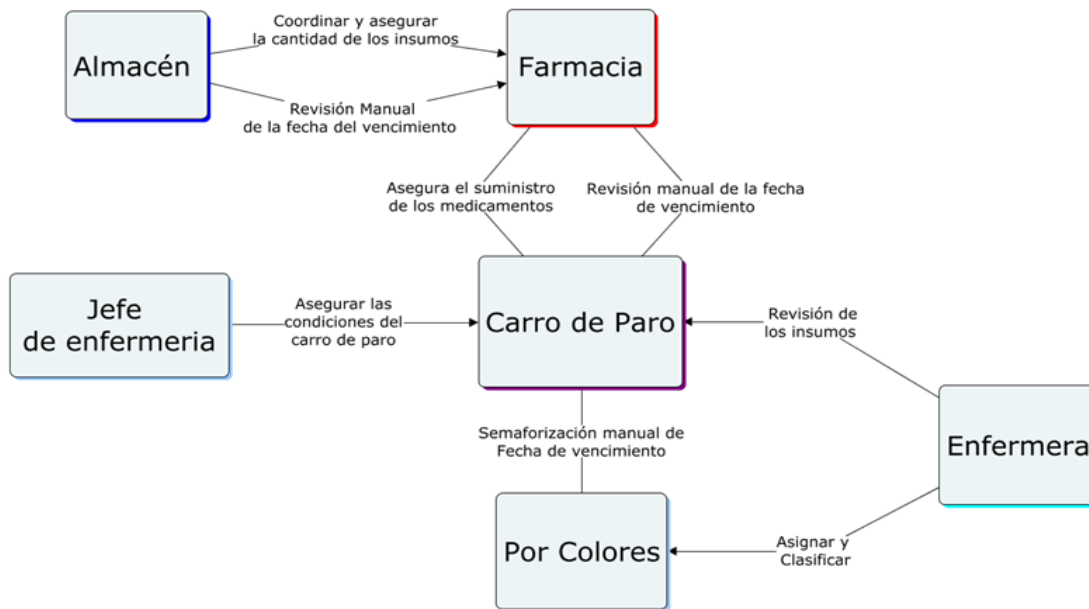 Coordinar y asegurar
la cantidad de los insumos
Almacén
Farmacia
Revisión Manual
de la fecha del vencimiento
Asegura el suministro
de los medicamentos
Revisión manual de la fecha
de vencimiento
Jefe
de enfermeria
Asegurar las
condiciones del
carro de paro
Carro de Paro
Revisión de
los insumos
Semaforización manual de
Fecha de vencimiento
Enfermera
Por Colores
Asignar y
Clasificar